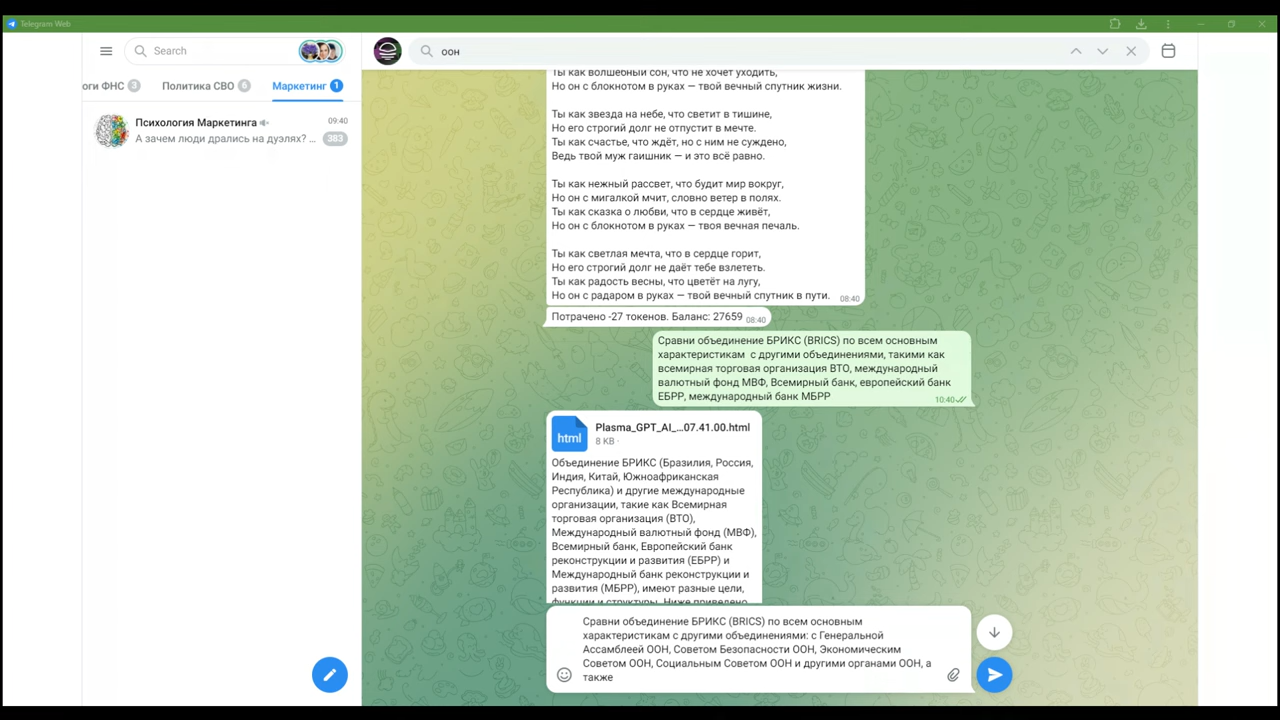 Telegram Web
Search
оон
оги ФНС 3
Политика СВО 6
Маркетинг 1
Психология Маркетинга
09:40
А зачем люди дрались на дуэлях? ...
383
Ты как волшебный сон, что не хочет уходить,
Но он с блокнотом в руках — твой вечный спутник жизни.
Ты как звезда на небе, что светит в тишине,
Но его строгий долг не отпустит в мечте.
Ты как счастье, что ждёт, но с ним не суждено,
Ведь твой муж гаишник — и это всё равно.
Ты как нежный рассвет, что будит мир вокруг,
Но он с мигалкой мчит, словно ветер в полях.
Ты как сказка о любви, что в сердце живёт,
Но он с блокнотом в руках — твоя вечная печаль.
Ты как светлая мечта, что в сердце горит,
Но его строгий долг не даёт тебе взлететь.
Ты как радость весны, что цветёт на лугу,
Но он с радаром в руках — твой вечный спутник в пути.
08:40
Потрачено -27 токенов. Баланс: 27659
08:40
Сравни объединение БРИКС (BRICS) по всем основным
характеристикам с другими объединениями, такими как
всемирная торговая организация ВТО, международный
валютный фонд МВФ, Всемирный банк, европейский банк
ЕБРР, международный банк МБРР
10:40
html
Plasma_GPT_AI_...07.41.00.html
8 KB ·
Объединение БРИКС (Бразилия, Россия,
Индия, Китай, Южноафриканская
Республика) и другие международные
организации, такие как Всемирная
торговая организация (ВТО),
Международный валютный фонд (МВФ),
Всемирный банк, Европейский банк
реконструкции и развития (ЕБРР) и
Международный банк реконструкции и
развития (МБРР), имеют разные цели,
функции и структуры. Ниже приведено
Сравни объединение БРИКС (BRICS) по всем основным
характеристикам с другими объединениями: с Генеральной
Ассамблеей ООН, Советом Безопасности ООН, Экономическим
Советом ООН, Социальным Советом ООН и другими органами ООН, а
также